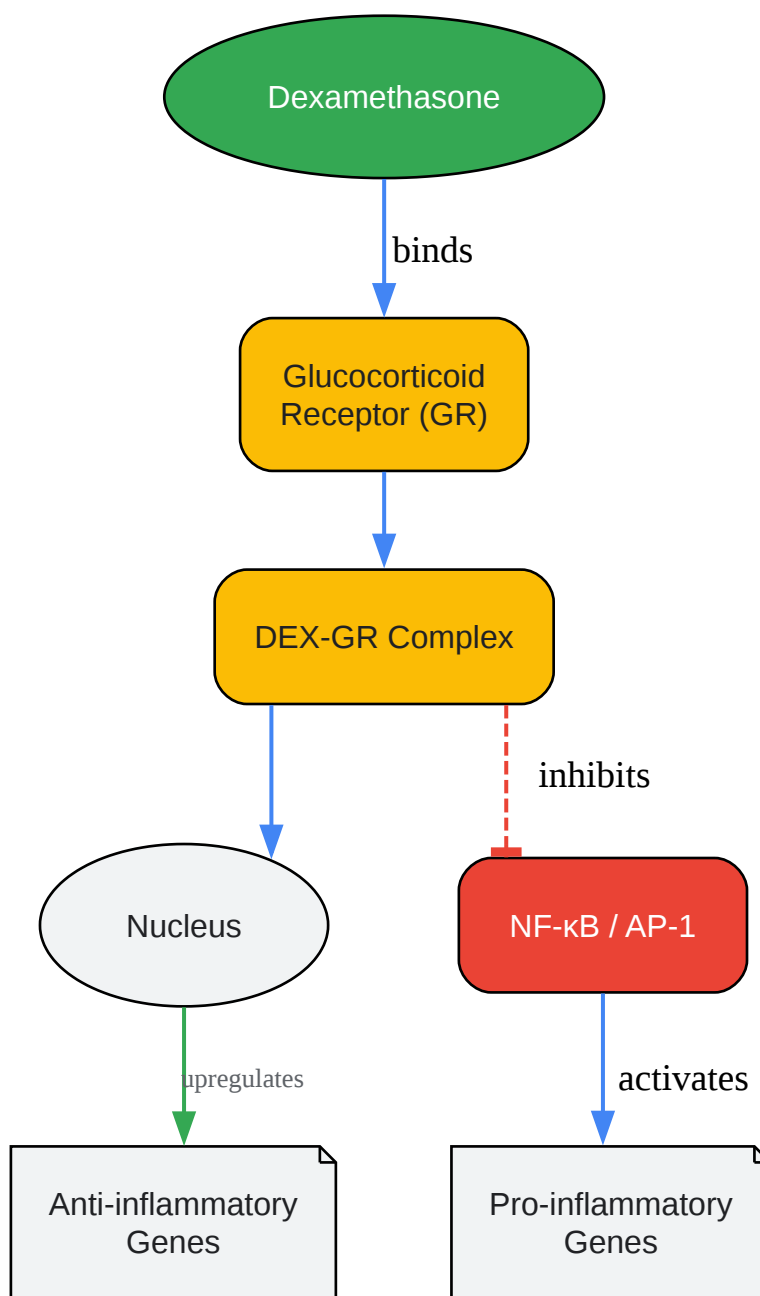 Dexamethasone
binds
Glucocorticoid
Receptor (GR)
DEX-GR Complex
inhibits
Nucleus
NF-κB / AP-1
upregulates
activates
Anti-inflammatory
Genes
Pro-inflammatory
Genes